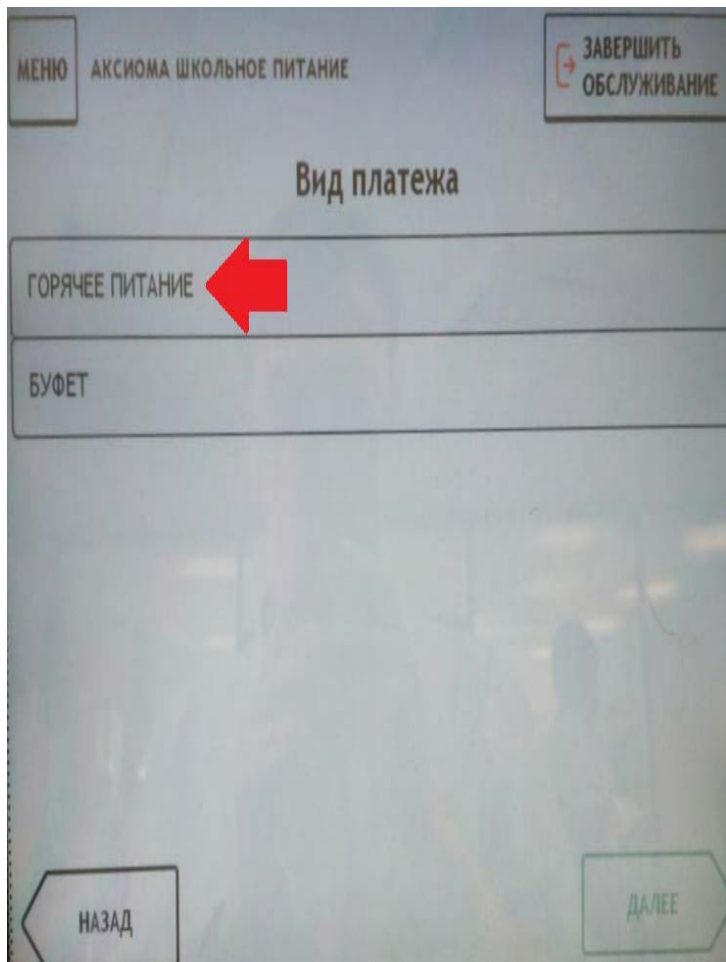 МЕНЮ
АКСИОМА ШКОЛЬНОЕ ПИТАНИЕ
ЗАВЕРШИТЬ
ОБСЛУЖИВАНИЕ
Вид платежа
ГОРЯЧЕЕ ПИТАНИЕ
БУФЕТ
НАЗАД
ДАЛЕЕ